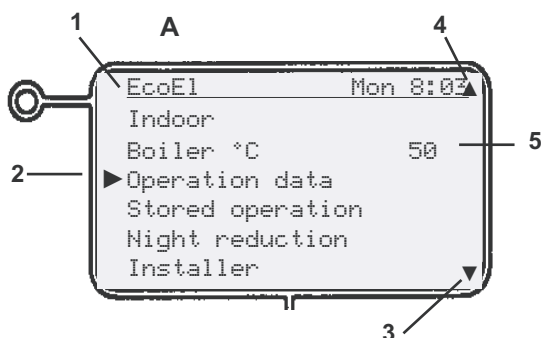 1 A 4
EcoEl Mon 8:03
Indoor
Boiler °C 50 5
2 Operation data
Stored operation
Night reduction
Installer
3